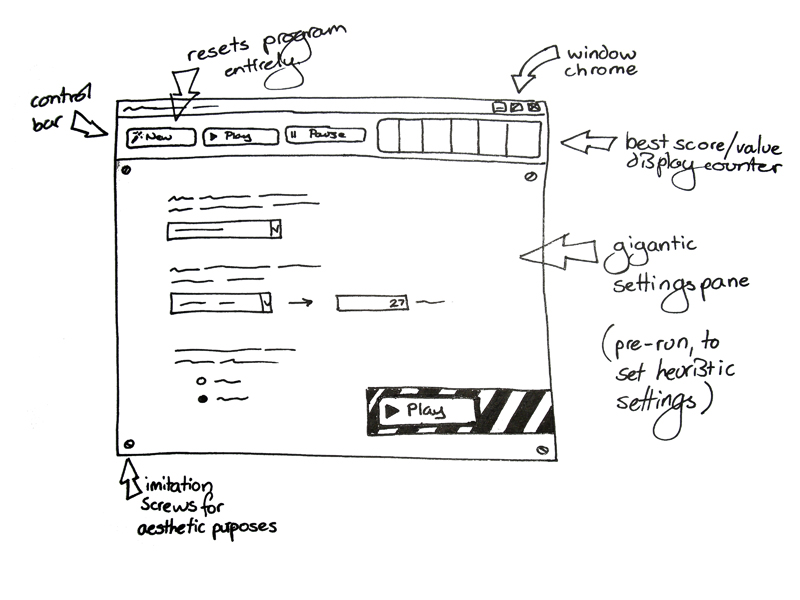 resets program
entirely
window
chrome
control
bar
New
Play
Pause
best score/value
display counter
gigantic
settings pane
27
(pre-run, to
set heuristic
settings)
Play
imitation
screws for
aesthetic puposes